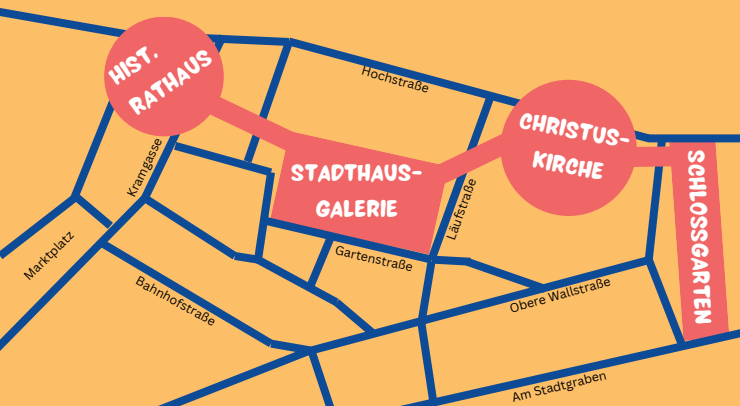 HIST.
RATHAUS
Hochstraße
CHRISTUS-
KIRCHE
STADTHAUS-
GALERIE
SCHLOSSGARTEN
Kramgasse
Läufstraße
Marktplatz
Gartenstraße
Bahnhofstraße
Obere Wallstraße
Am Stadtgraben